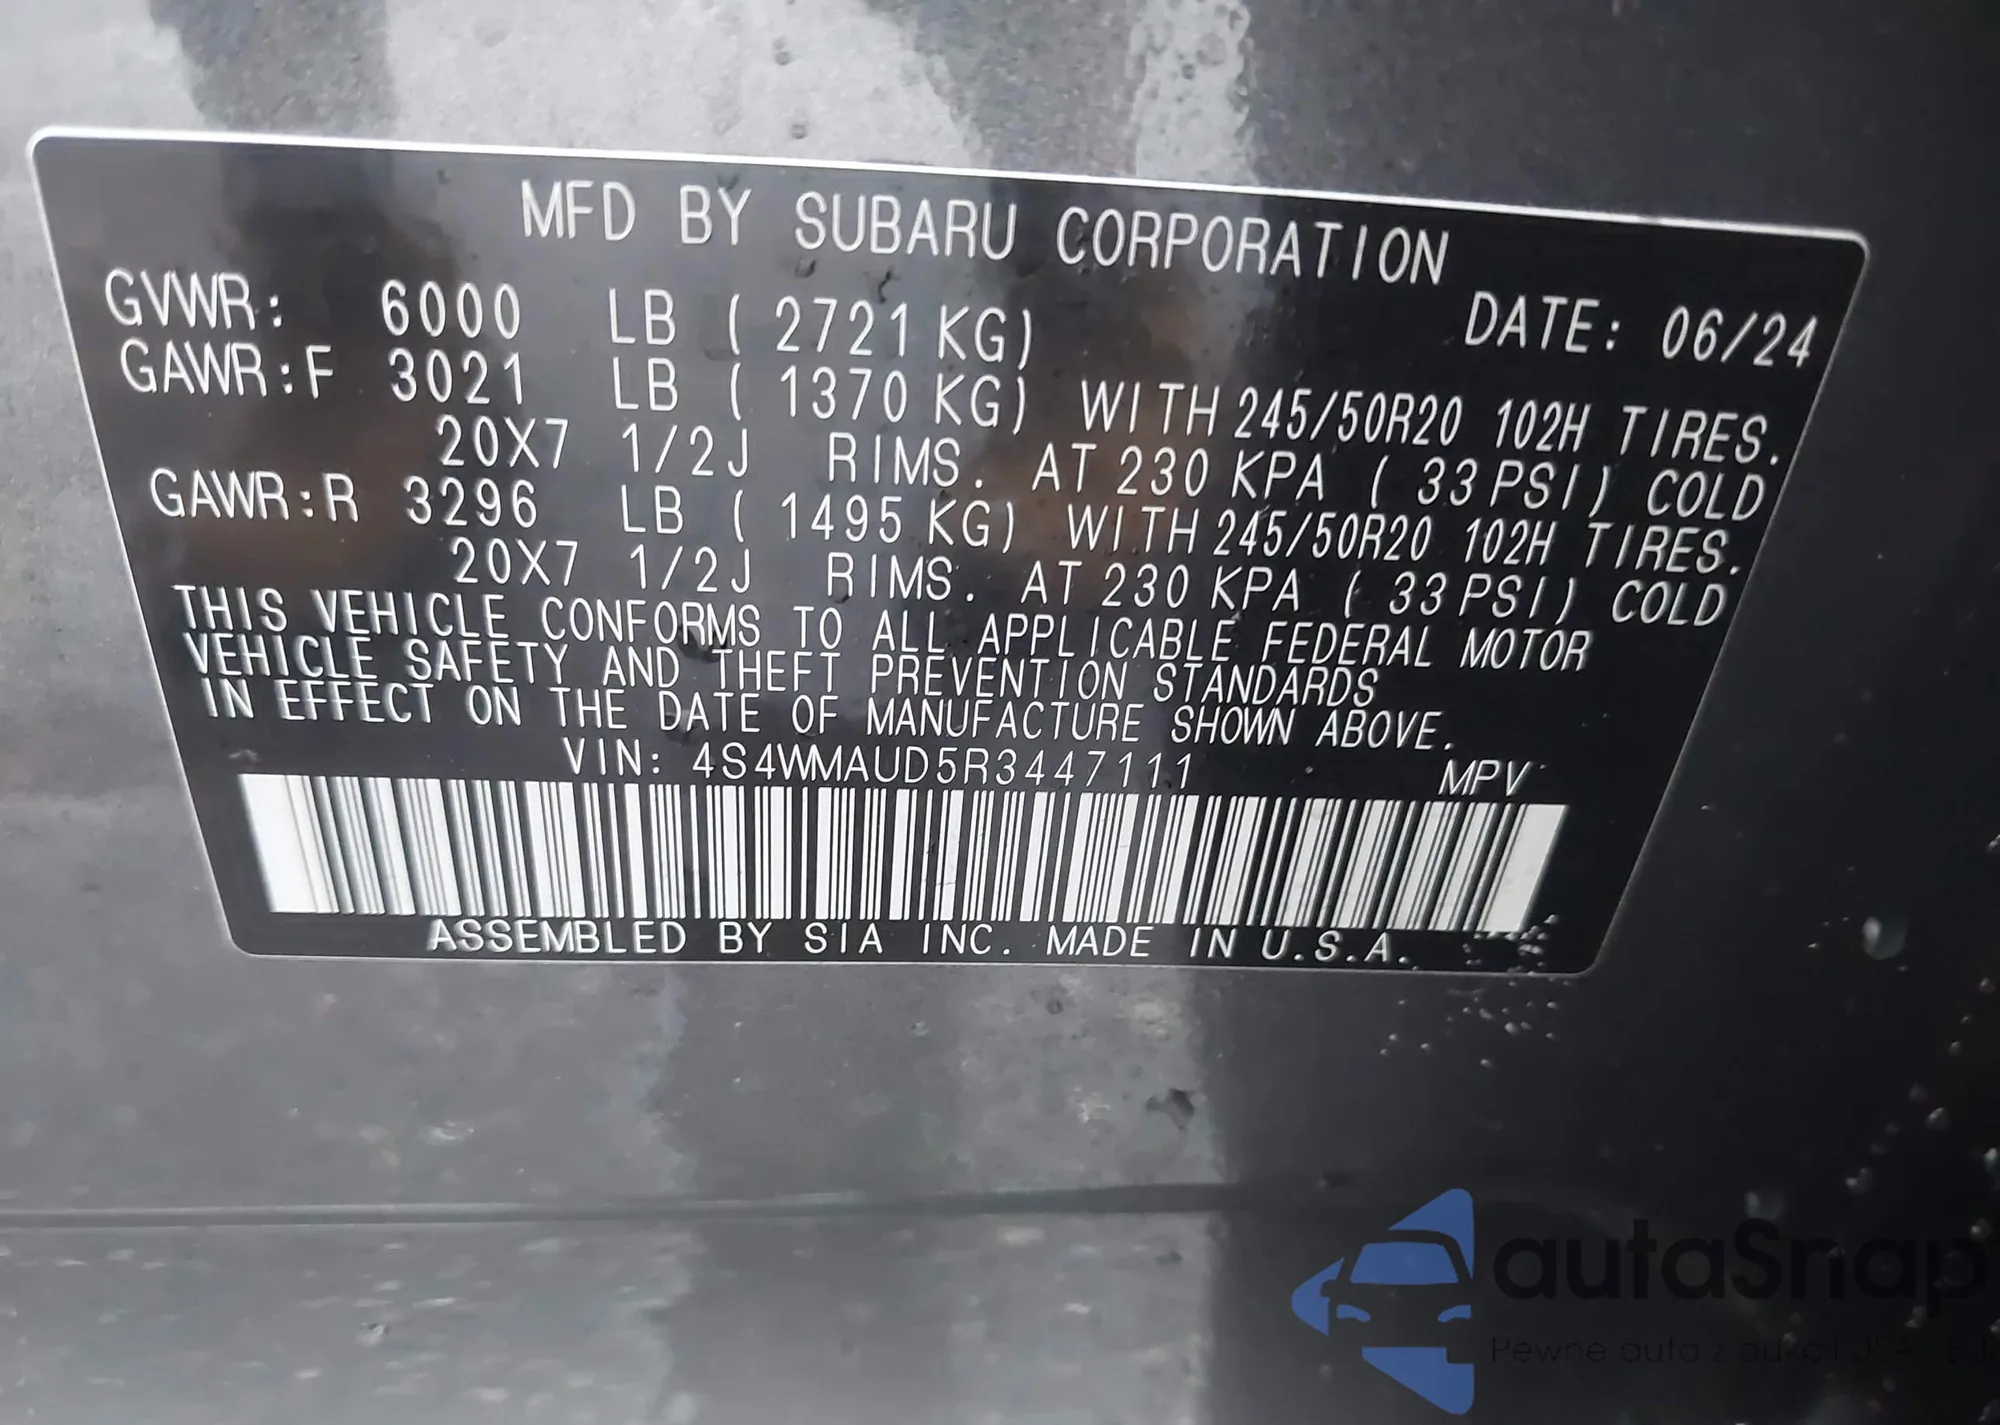 MFD BY SUBARU CORPORATION
GVWR: 6000 LB ( 2721 KG) DATE: 06/24
GAWR:F 3021 LB ( 1370 KG) WITH 245/50R20 102H TIRES.
20X7 1/2J RIMS. AT 230 KPA ( 33 PSI) COLD
GAWR:R 3296 LB ( 1495 KG) WITH 245/50R20 102H TIRES.
20X7 1/2J RIMS. AT 230 KPA ( 33 PSI) COLD
THIS VEHICLE CONFORMS TO ALL APPLICABLE FEDERAL MOTOR
VEHICLE SAFETY AND THEFT PREVENTION STANDARDS
IN EFFECT ON THE DATE OF MANUFACTURE SHOWN ABOVE.
VIN: 4S4WMAUD5R3447111 MPV
ASSEMBLED BY SIA INC. MADE IN U.S.A.
autaSnap
Pewne auto z